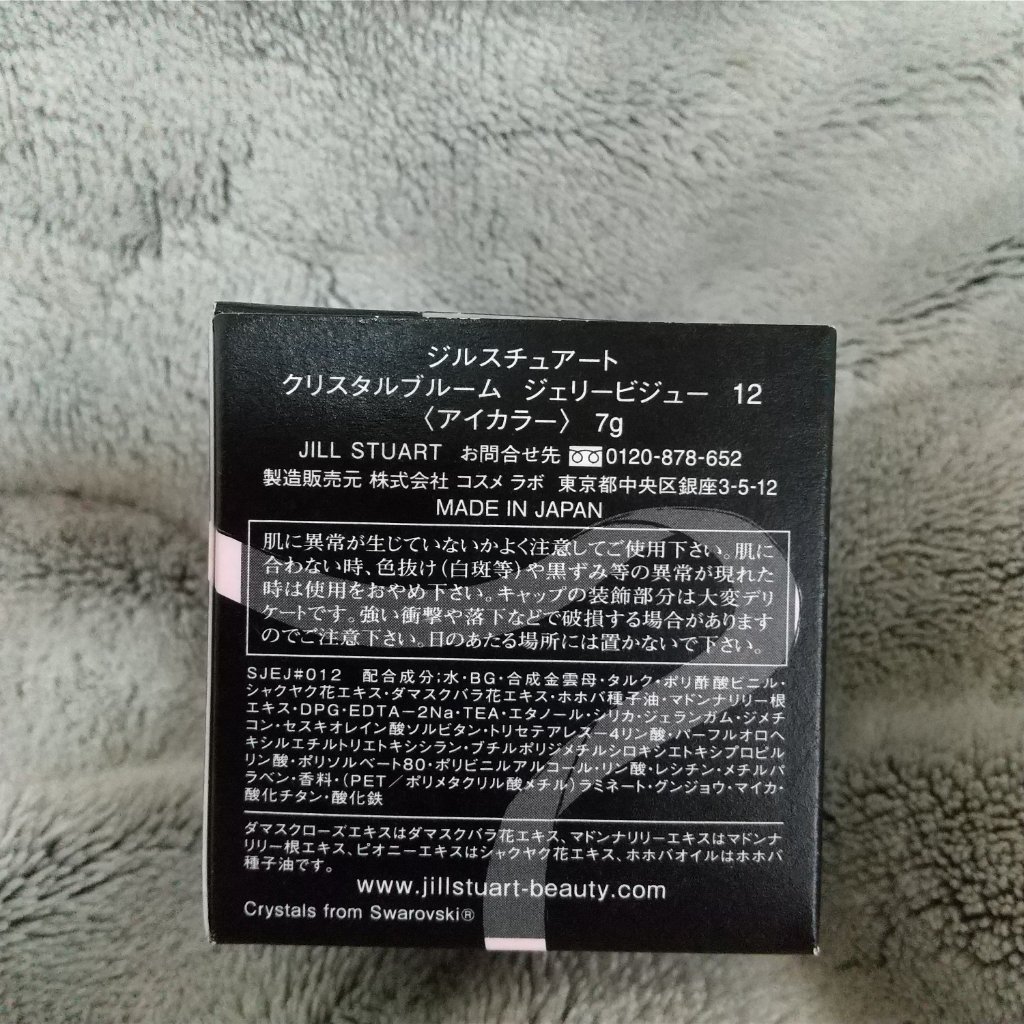 ジルスチュアート
クリスタルブルーム ジェリービジュー 12
〈アイカラー〉 7g
JILL STUART お問合せ先 0120-878-652
製造販売元 株式会社 コスメ ラボ 東京都中央区銀座3-5-12
MADE IN JAPAN
肌に異常が生じていないかよく注意してご使用下さい。肌に
合わない時、色抜け(白斑等)や黒ずみ等の異常が現れた
時は使用をおやめ下さい。キャップの装飾部分は大変デリ
ケートです。強い衝撃や落下などで破損する場合があります
のでご注意下さい。日のあたる場所には置かないで下さい。
SJEJ#012 配合成分;水・BG・合成金雲母・タルク・ポリ酢酸ビニル・
シャクヤク花エキス・ダマスクバラ花エキス・ホホバ種子油・マドンナリリー根
エキス・DPG・EDTA-2Na・TEA・エタノール・シリカ・ジェランガム・ジメチ
コン・セスキオレイン酸ソルビタン・トリセテアレス-4リン酸・パーフルオロヘ
キシルエチルトリエトキシシラン・ブチルポリジメチルシロキシエトキシプロピル
リン酸・ポリソルベート80・ポリビニルアルコール・リン酸・レシチン・メチルパ
ラベン・香料・(PET/ポリメタクリル酸メチル)ラミネート・グンジョウ・マイカ・
酸化チタン・酸化鉄
ダマスクローズエキスはダマスクバラ花エキス、マドンナリリーエキスはマドンナ
リリー根エキス、ピオニーエキスはシャクヤク花エキス、ホホバオイルはホホバ
種子油です。
www.jillstuart-beauty.com
Crystals from Swarovski®